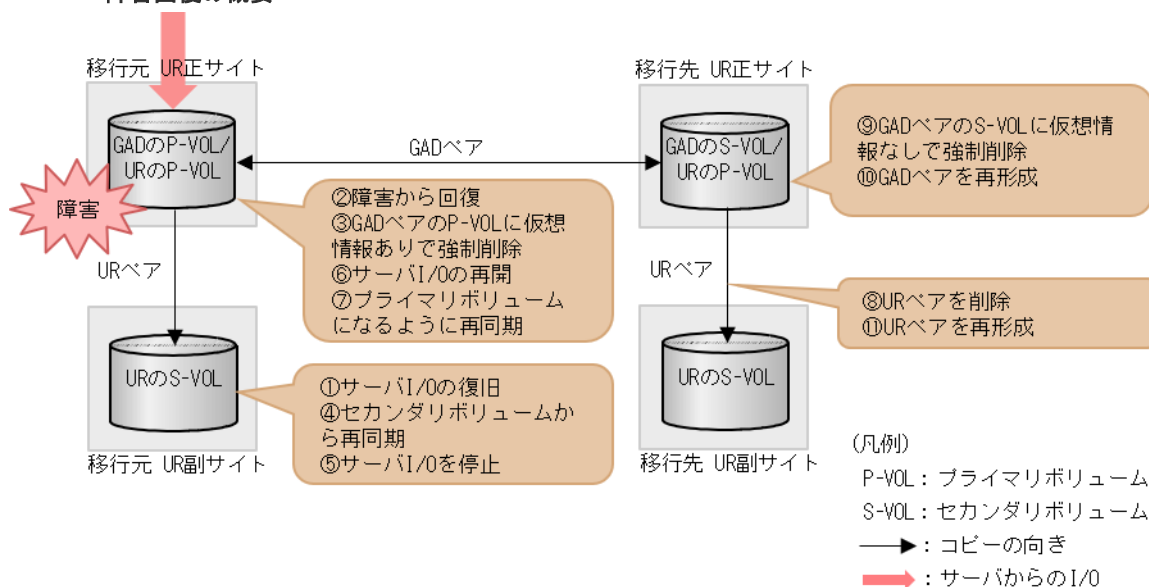 移行元 UR正サイト
移行先 UR正サイト
GADのP-VOL/
URのP-VOL
GADペア
GADのS-VOL/
URのP-VOL
⑨GADペアのS-VOLに仮想情
報なしで強制削除
⑩GADペアを再形成
障害
②障害から回復
③GADペアのP-VOLに仮想
情報ありで強制削除
⑥サーバI/Oの再開
⑦プライマリボリューム
になるように再同期
URペア
URペア
⑧URペアを削除
⑪URペアを再形成
URのS-VOL
①サーバI/Oの復旧
④セカンダリボリュームか
ら再同期
⑤サーバI/Oを停止
URのS-VOL
移行元 UR副サイト
移行先 UR副サイト
(凡例)
P-VOL：プライマリボリューム
S-VOL：セカンダリボリューム
：コピーの向き
：サーバからのI/O